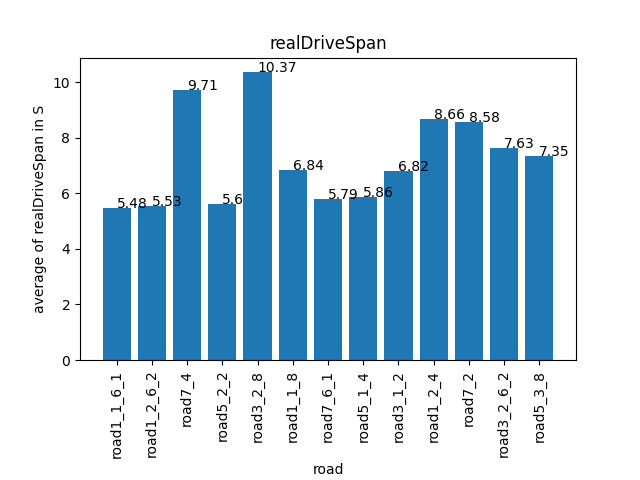 realDriveSpan
average of realDriveSpan in S
10
8
6
4
2
0
5.48
5.53
9.71
5.6
10.37
6.84
5.79
5.86
6.82
8.66
8.58
7.63
7.35
road1_1_6_1
road1_2_6_2
road7_4
road5_2_2
road3_2_8
road1_1_8
road7_6_1
road5_1_4
road3_1_2
road1_2_4
road7_2
road3_2_6_2
road5_3_8
road